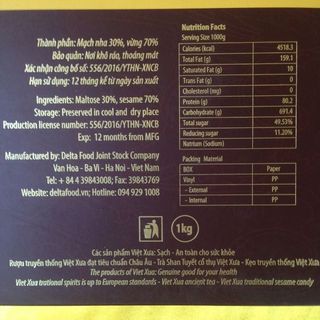 Thành phần: Mạch nha 30%, vừng 70%
Bảo quản: Nơi khô ráo, thoáng mát
Xác nhận công bố số: 556/2016/YTHN-XNCB
Hạn sử dụng: 12 tháng kể từ ngày sản xuất
Ingredients: Maltose 30%, sesame 70%
Storage: Preserved in cool and dry place
Production license number: 556/2016/YTHN-XNCB
Exp: 12 months from MFG
Manufactured by: Delta Food Joint Stock Company
Van Hoa - Ba Vi - Ha Noi - Viet Nam
Tel: + 84 4 39843008; Fax: 39843769
Website: deltafood.vn; Hotline: 094 929 1008
Nutrition Facts
Serving Size 1000g
Calories (kcal) 4518.3
Total Fat (g) 159.1
Saturated Fat (g) 10
Trans Fat (g) 0
Cholesterol (mg) 0
Protein (g) 80.2
Carbohydrate (g) 691.4
Total sugar 49.53%
Reducing sugar 11.20%
Natrium (Sodium)
Packing Material
BOX Paper
Vinyl PP
- External PP
- Internal PP
1kg
Các sản phẩm Việt Xưa: Sạch - An toàn cho sức khỏe
Rượu truyền thống Việt Xưa đạt tiêu chuẩn Châu Âu - Trà Shan Tuyết cổ thụ Việt Xưa - Kẹo truyền thống Việt Xưa
The products of Viet Xua: Genuine good for your health
Viet Xua trational spirits is up to European standards - Viet Xua ancient tea - Viet Xua traditional sesame candy